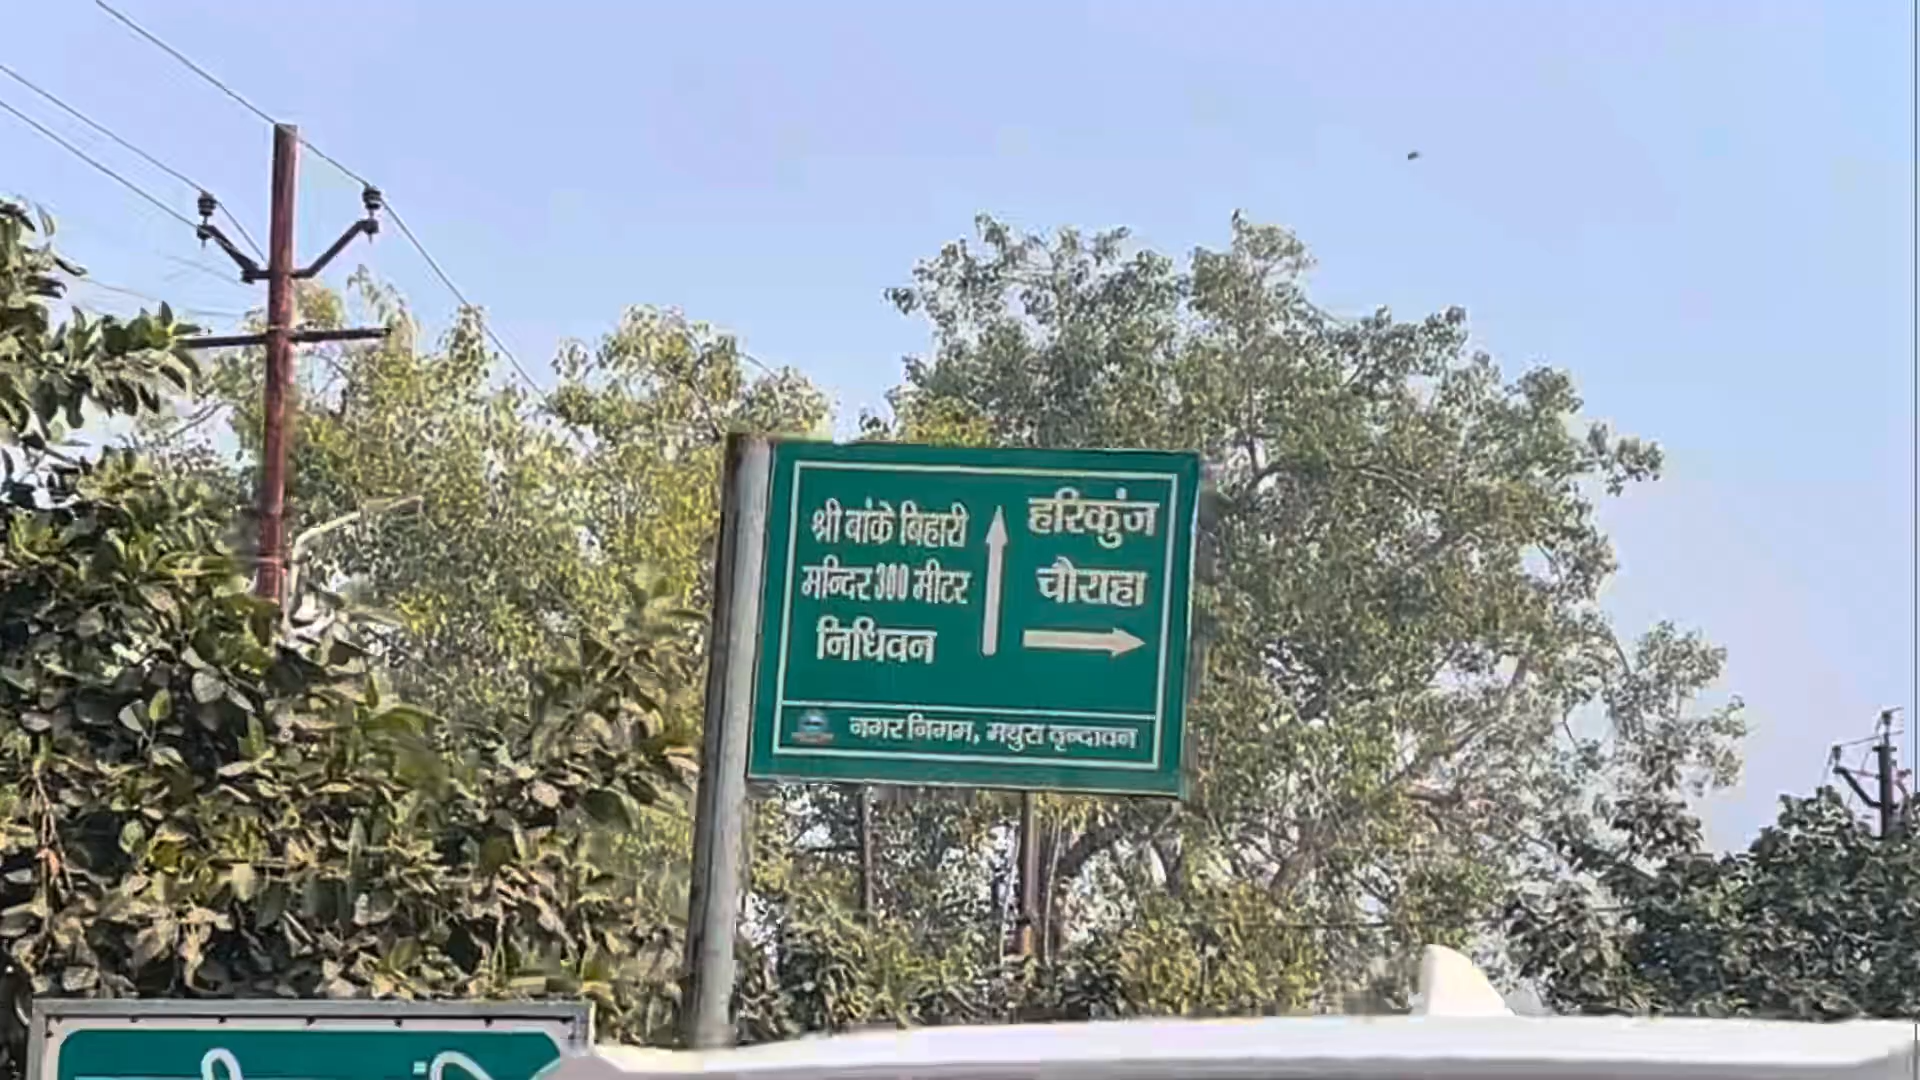 श्री बांके बिहारी
मन्दिर 300 मीटर
निधिवन
हरिकुंज
चौराहा
नगर निगम, मथुरा वृन्दावन